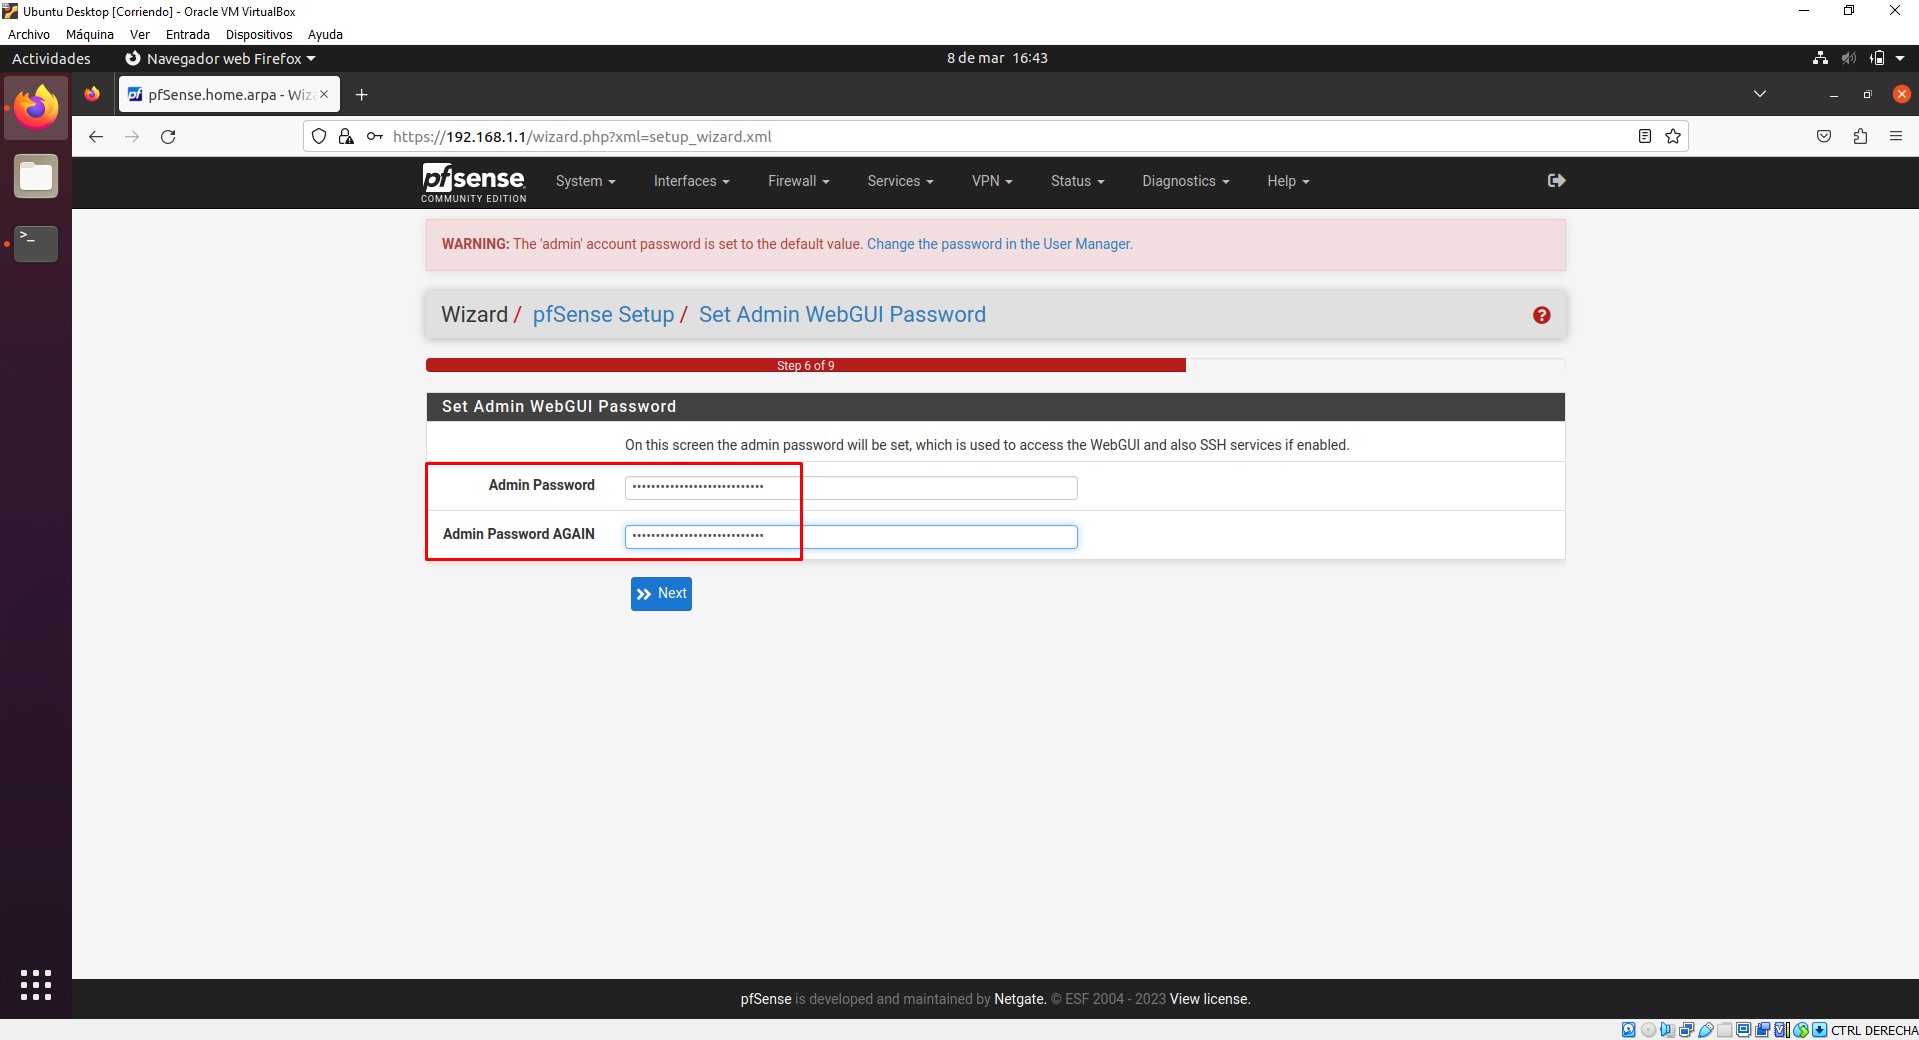 Ubuntu Desktop [Corriendo] - Oracle VM VirtualBox
Archivo Máquina Ver Entrada Dispositivos Ayuda
Actividades Navegador web Firefox 8 de mar 16:43
pfSense.home.arpa - Wiz
https://192.168.1.1/wizard.php?xml=setup_wizard.xml
pfsense System Interfaces Firewall Services VPN Status Diagnostics Help
COMMUNITY EDITION
WARNING: The 'admin' account password is set to the default value. Change the password in the User Manager.
Wizard / pfSense Setup / Set Admin WebGUI Password
Step 6 of 9
Set Admin WebGUI Password
On this screen the admin password will be set, which is used to access the WebGUI and also SSH services if enabled.
Admin Password
Admin Password AGAIN
Next
pfSense is developed and maintained by Netgate. © ESF 2004 - 2023 View license.
CTRL DERECHA